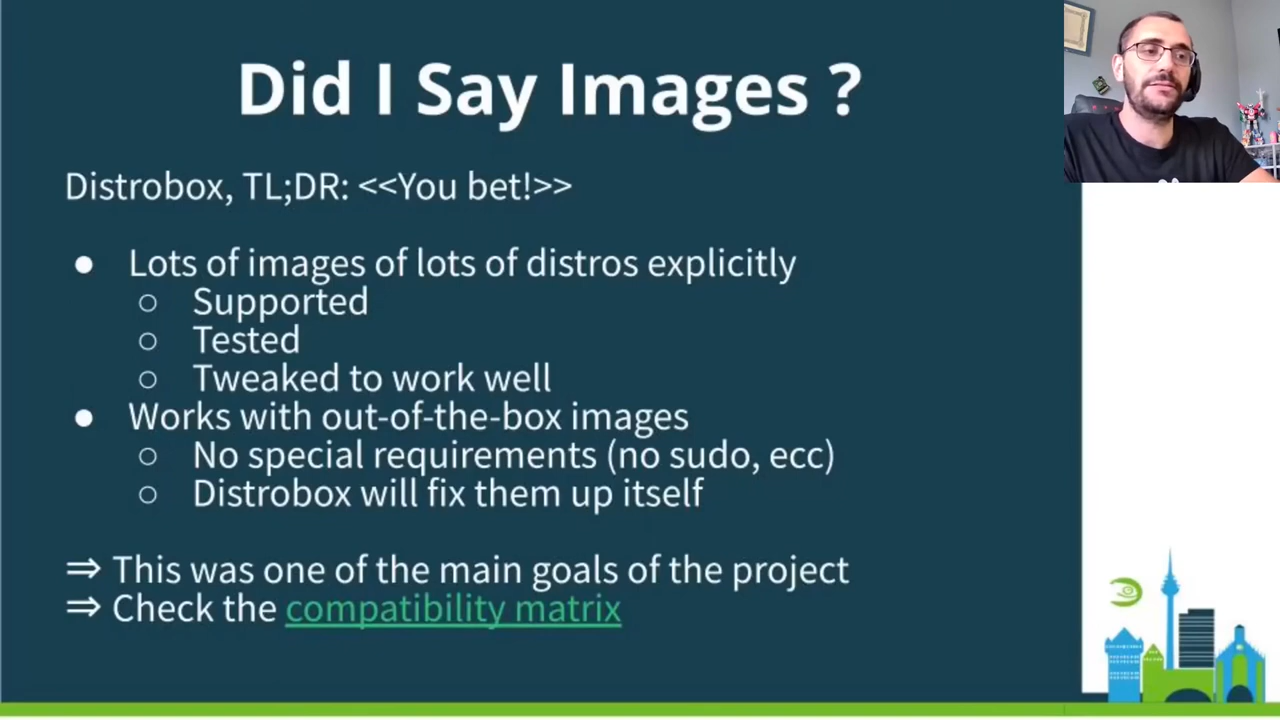 Did I Say Images ?
Distrobox, TL;DR: <<You bet!>>
● Lots of images of lots of distros explicitly
○ Supported
○ Tested
○ Tweaked to work well
● Works with out-of-the-box images
○ No special requirements (no sudo, ecc)
○ Distrobox will fix them up itself
⇒ This was one of the main goals of the project
⇒ Check the compatibility matrix